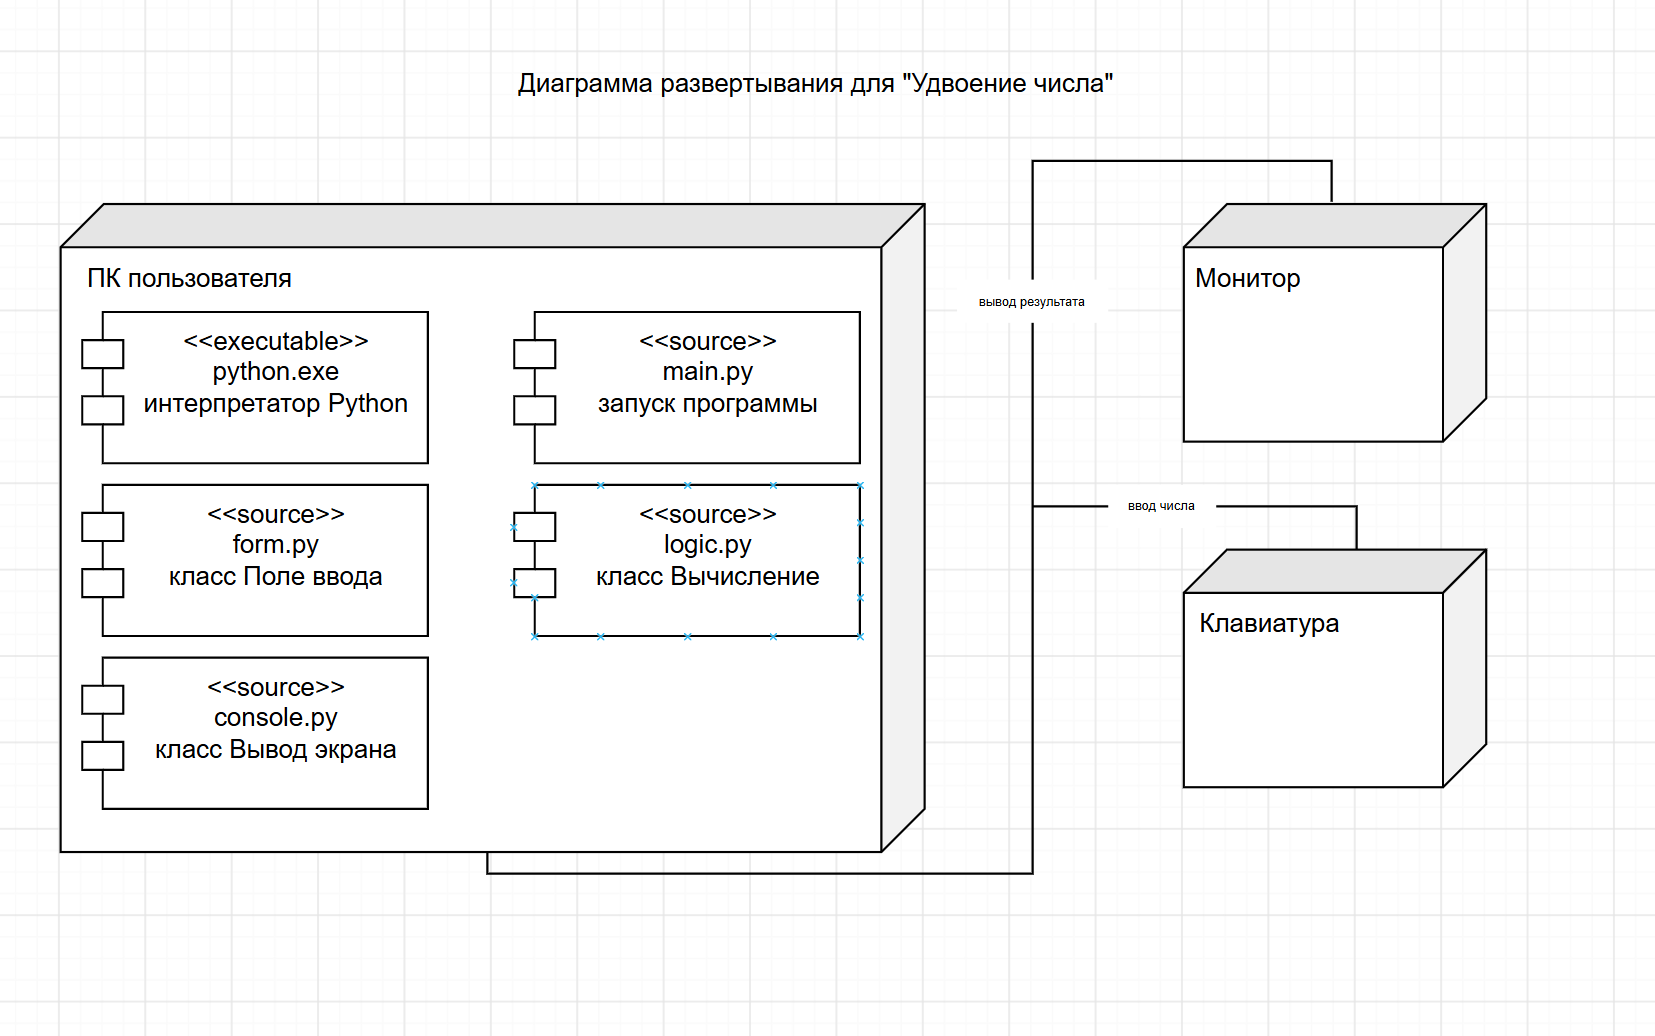 Диаграмма развертывания для "Удвоение числа"
ПК пользователя
<<executable>>
python.exe
интерпретатор Python
<<source>>
main.py
запуск программы
<<source>>
form.py
класс Поле ввода
<<source>>
logic.py
класс Вычисление
<<source>>
console.py
класс Вывод экрана
вывод результата
Монитор
ввод числа
Клавиатура